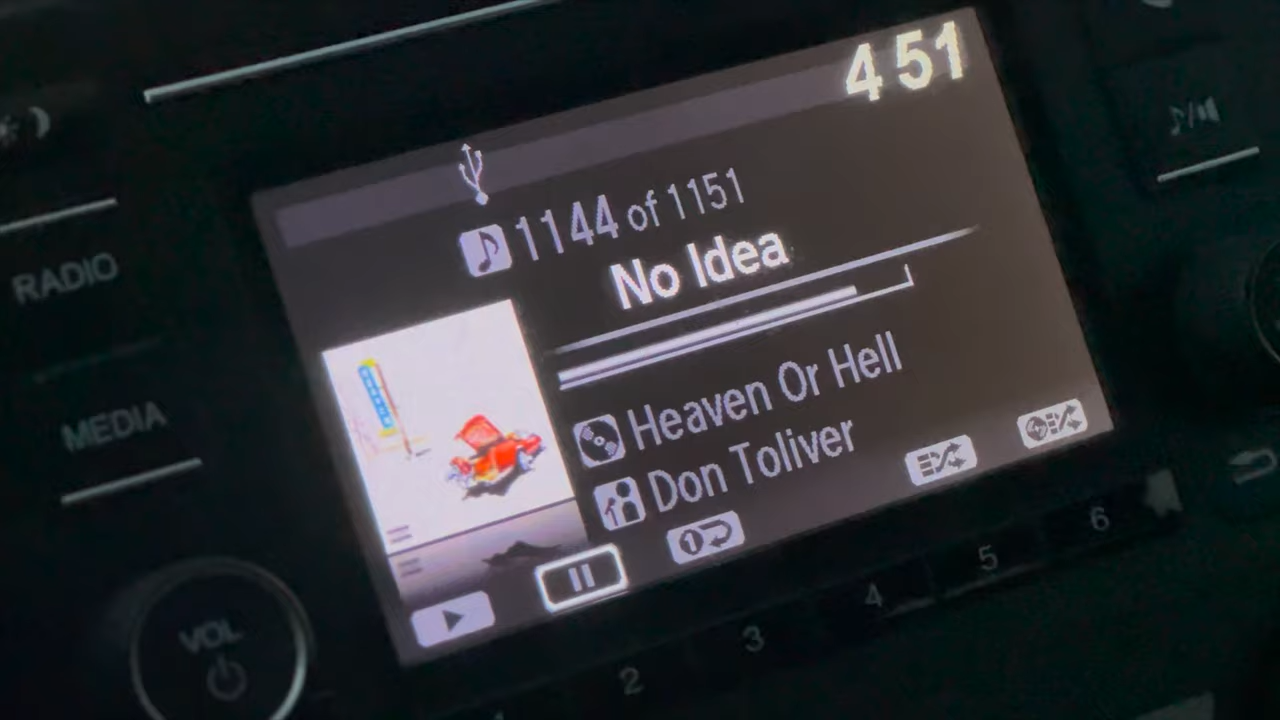 4 51
1144 of 1151
No Idea
RADIO
Heaven Or Hell
MEDIA
Don Toliver
1
VOL
2
3
4
5
6